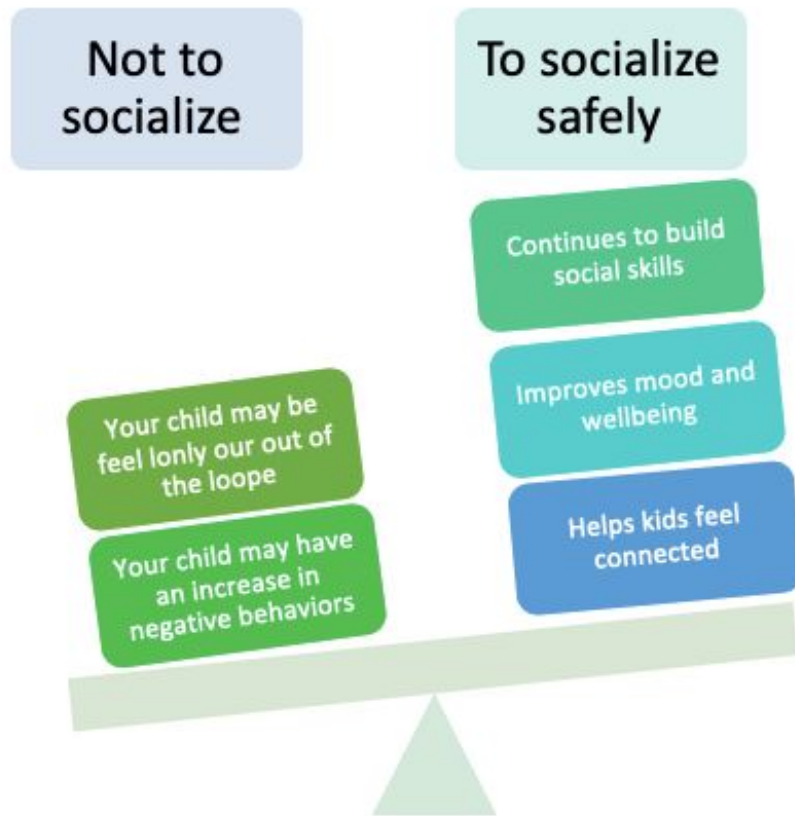 Not to
socialize
To socialize
safely
Continues to build
social skills
Improves mood and
wellbeing
Helps kids feel
connected
Your child may be
feel lonly our out of
the loope
Your child may have
an increase in
negative behaviors